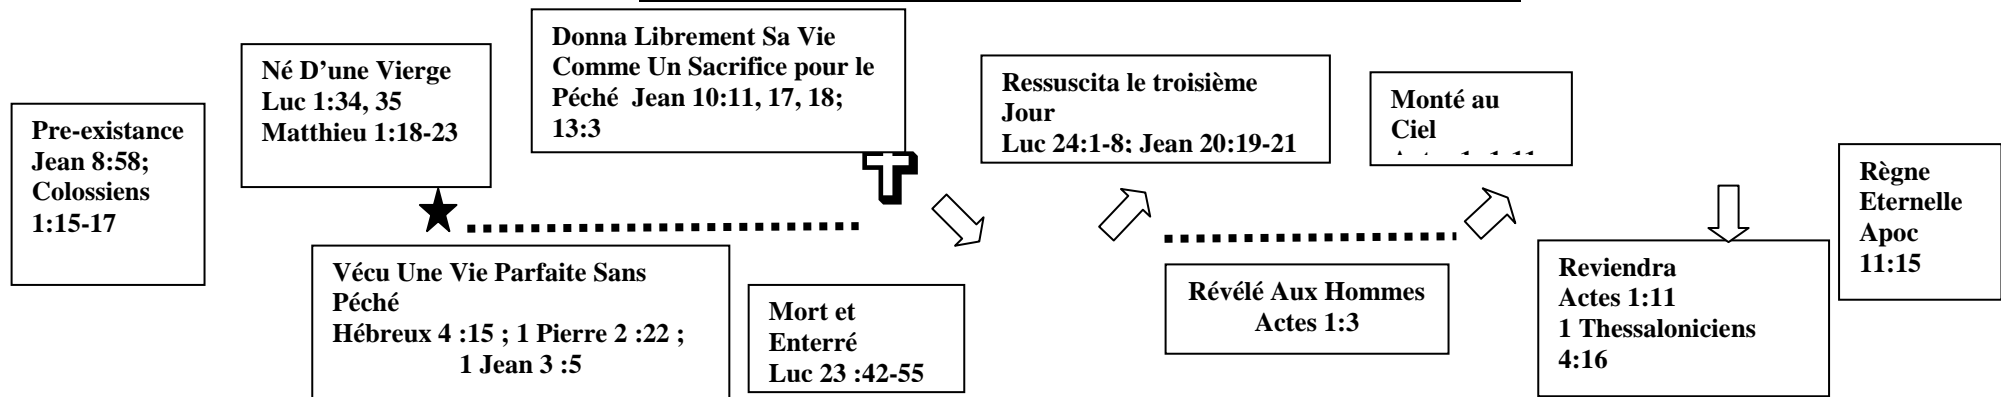 Pre-existance
Jean 8:58;
Colossiens
1:15-17
Né D’une Vierge
Luc 1:34, 35
Matthieu 1:18-23
Vécu Une Vie Parfaite Sans
Péché
Hébreux 4 :15 ; 1 Pierre 2 :22 ;
1 Jean 3 :5
Donna Librement Sa Vie
Comme Un Sacrifice pour le
Péché Jean 10:11, 17, 18;
13:3
Mort et
Enterré
Luc 23 :42-55
Ressuscita le troisième
Jour
Luc 24:1-8; Jean 20:19-21
Révélé Aux Hommes
Actes 1:3
Monté au
Ciel
Reviendra
Actes 1:11
1 Thessaloniciens
4:16
Règne
Eternelle
Apoc
11:15